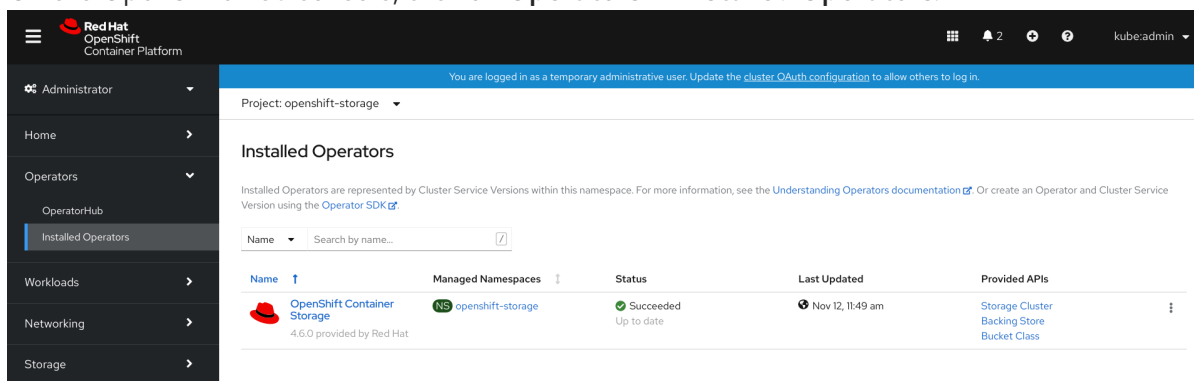 Red Hat
OpenShift
Container Platform
2
kube:admin
You are logged in as a temporary administrative user. Update the cluster OAuth configuration to allow others to log in.
Administrator
Project: openshift-storage
Home
Installed Operators
Operators
Installed Operators are represented by Cluster Service Versions within this namespace. For more information, see the Understanding Operators documentation. Or create an Operator and Cluster Service
Version using the Operator SDK.
OperatorHub
Installed Operators
Name Search by name... /
Workloads
Name Managed Namespaces Status Last Updated Provided APIs
OpenShift Container
Storage
4.6.0 provided by Red Hat
NS openshift-storage
Succeeded
Up to date
Nov 12, 11:49 am
Storage Cluster
Backing Store
Bucket Class
Networking
Storage